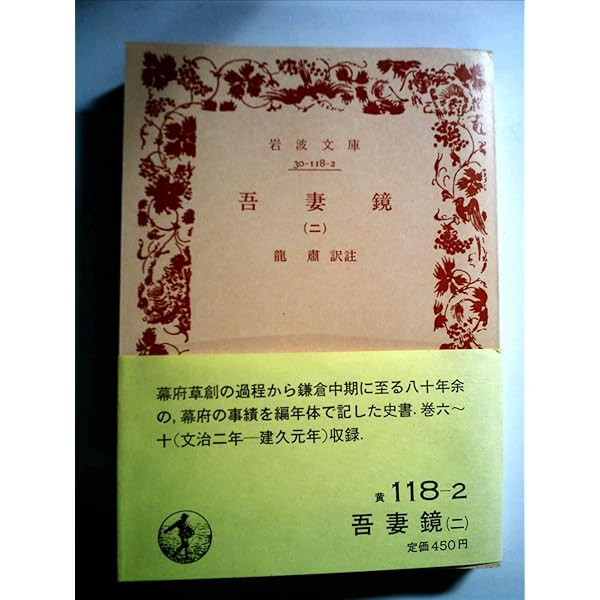 岩波文庫
30-118-2
吾妻鏡
(二)
龍肅訳註
幕府草創の過程から鎌倉中期に至る八十年余
の,幕府の事績を編年体で記した史書.巻六~
十(文治二年—建久元年)収録.
黄 118-2
吾妻鏡(二)
定価450円